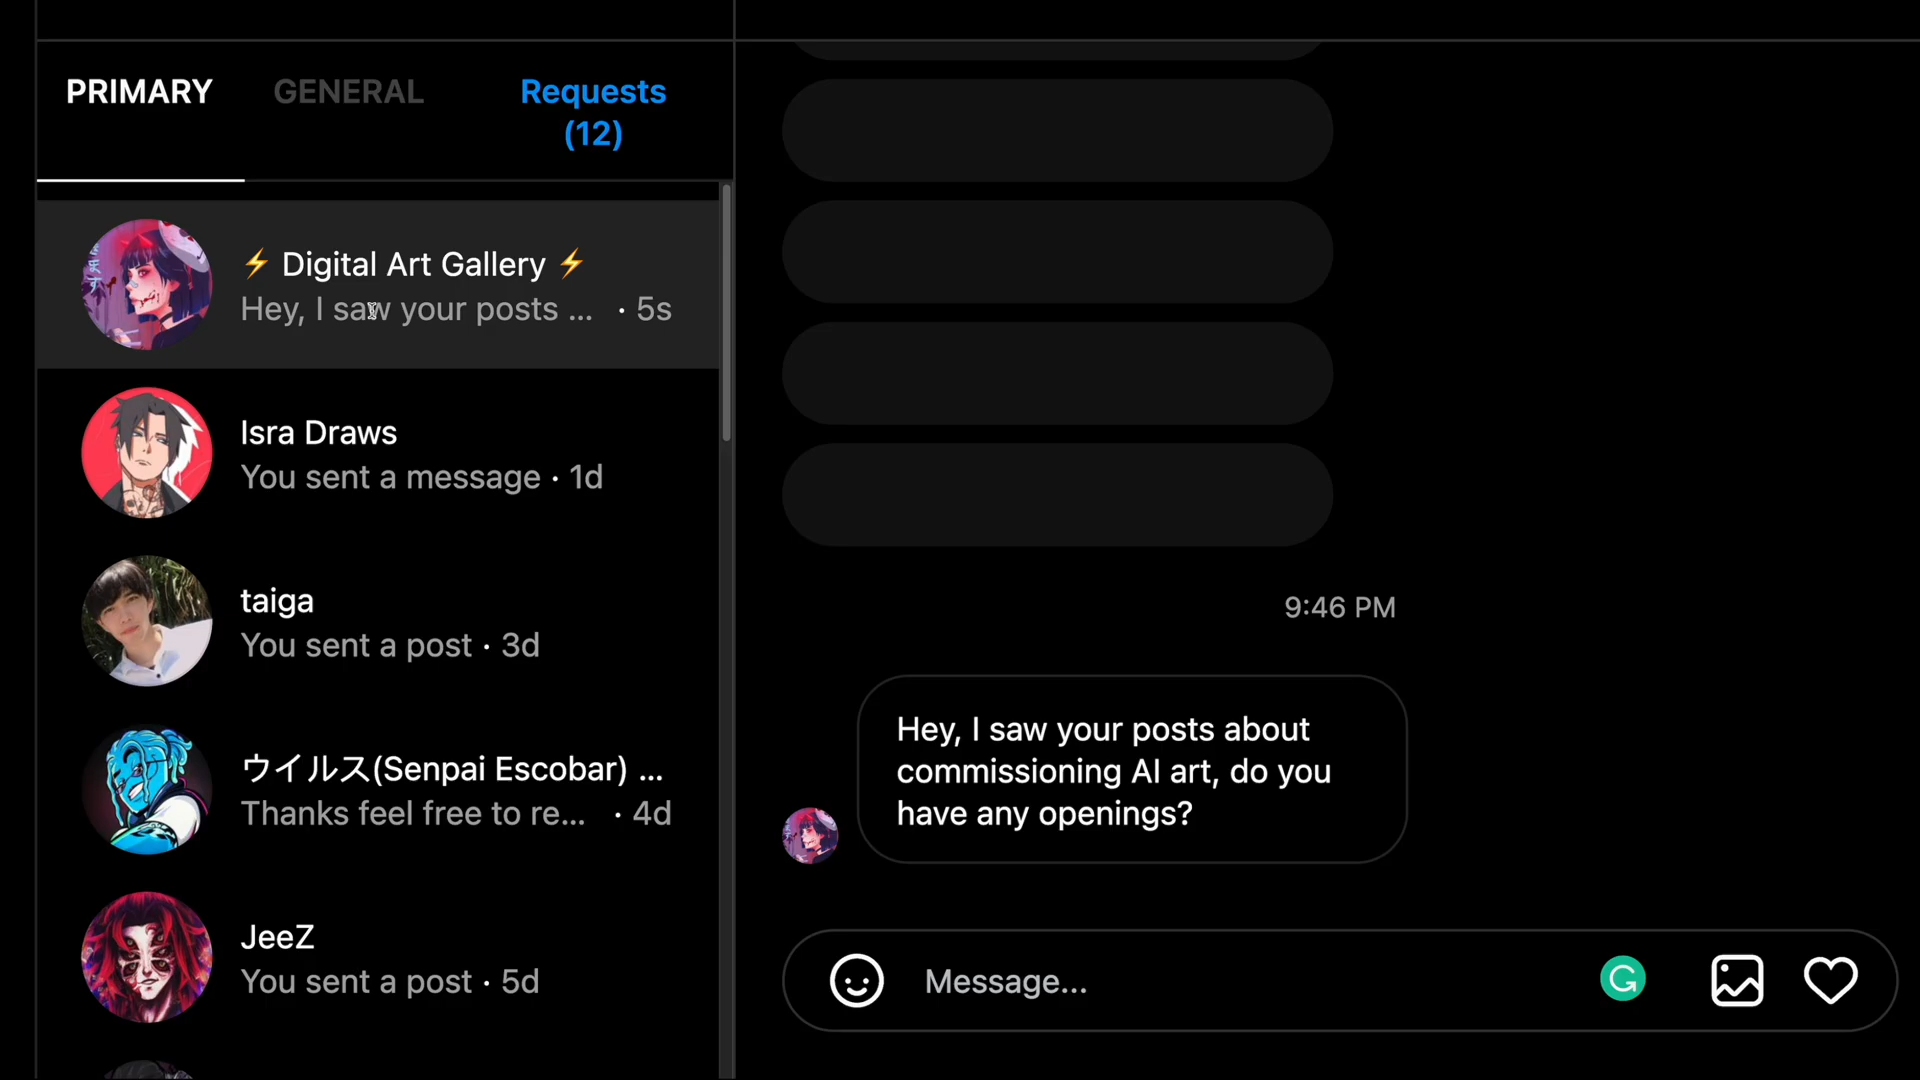 PRIMARY
GENERAL
Requests
(12)
⚡ Digital Art Gallery ⚡
Hey, I saw your posts ... · 5s
Isra Draws
You sent a message · 1d
taiga
You sent a post · 3d
ウイルス(Senpai Escobar) ...
Thanks feel free to re... · 4d
JeeZ
You sent a post · 5d
9:46 PM
Hey, I saw your posts about
commissioning AI art, do you
have any openings?
Message...